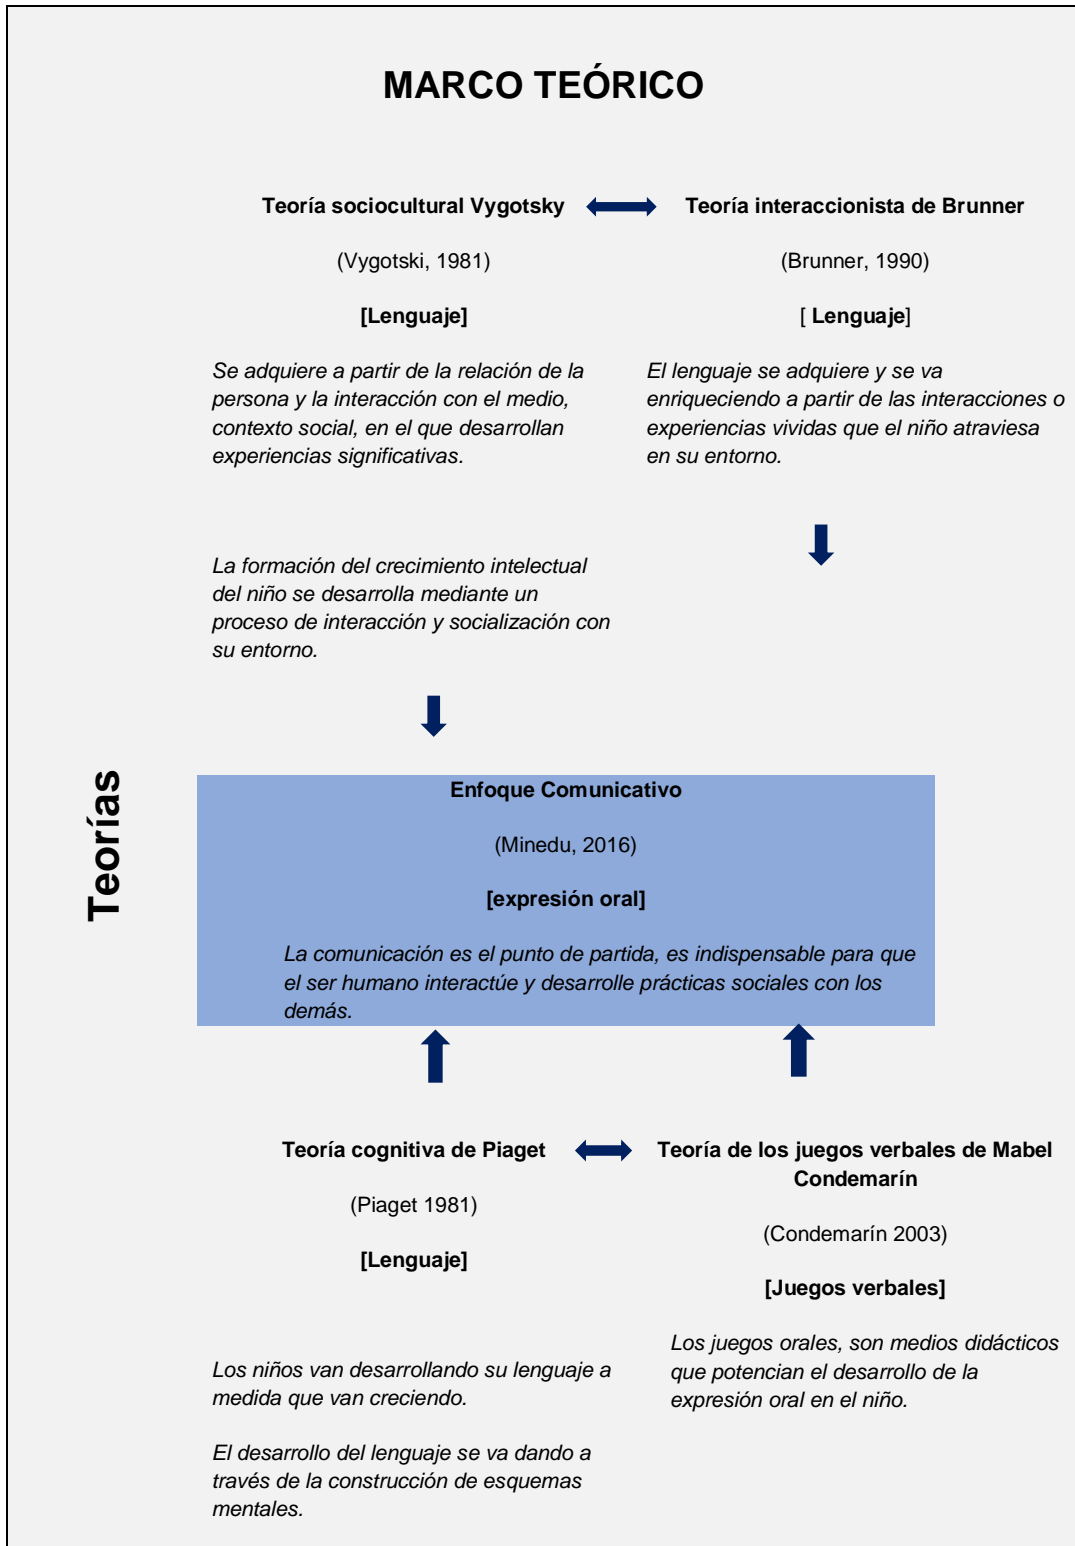 MARCO TEÓRICO
Teorías
Teoría sociocultural Vygotsky
(Vygotski, 1981)
[Lenguaje]
Se adquiere a partir de la relación de la
persona y la interacción con el medio,
contexto social, en el que desarrollan
experiencias significativas.
La formación del crecimiento intelectual
del niño se desarrolla mediante un
proceso de interacción y socialización con
su entorno.
Teoría interaccionista de Brunner
(Brunner, 1990)
[ Lenguaje]
El lenguaje se adquiere y se va
enriqueciendo a partir de las interacciones o
experiencias vividas que el niño atraviesa
en su entorno.
Enfoque Comunicativo
(Minedu, 2016)
[expresión oral]
La comunicación es el punto de partida, es indispensable para que
el ser humano interactúe y desarrolle prácticas sociales con los
demás.
Teoría cognitiva de Piaget
(Piaget 1981)
[Lenguaje]
Los niños van desarrollando su lenguaje a
medida que van creciendo.
El desarrollo del lenguaje se va dando a
través de la construcción de esquemas
mentales.
Teoría de los juegos verbales de Mabel
Condemarín
(Condemarín 2003)
[Juegos verbales]
Los juegos orales, son medios didácticos
que potencian el desarrollo de la
expresión oral en el niño.